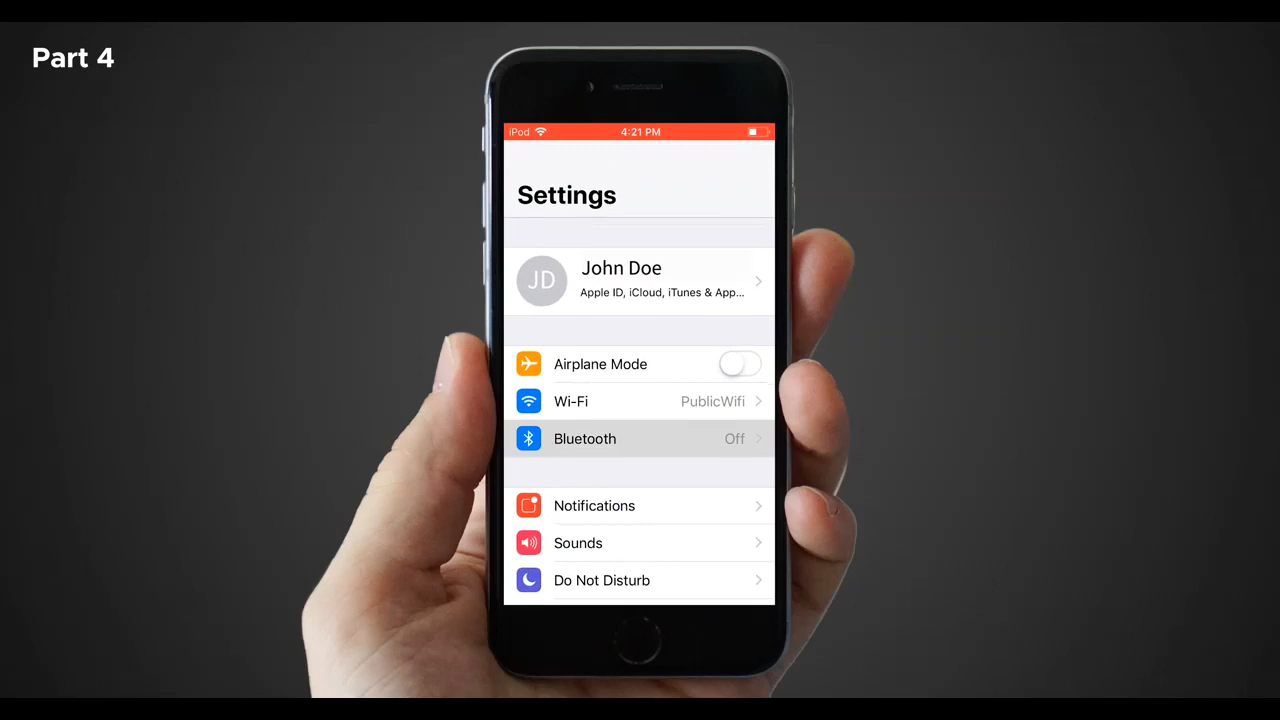 Part 4
iPod 4:21 PM
Settings
JD
John Doe
Apple ID, iCloud, iTunes & App...
Airplane Mode
Wi-Fi PublicWifi
Bluetooth Off
Notifications
Sounds
Do Not Disturb